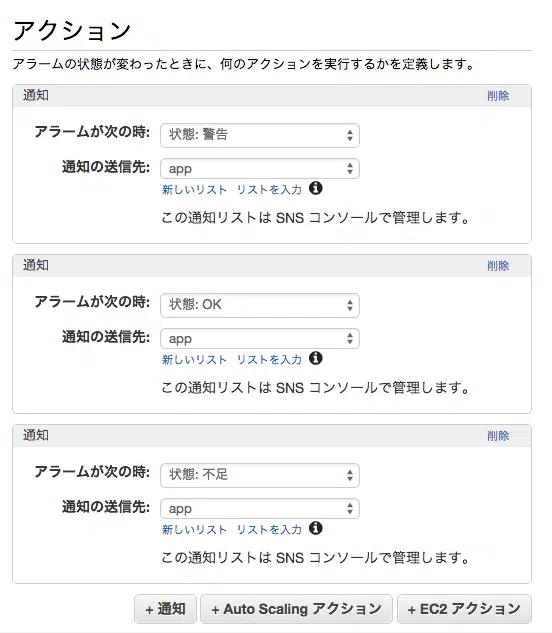 アクション
アラームの状態が変わったときに、何のアクションを実行するかを定義します。
通知 削除
アラームが次の時: 状態: 警告
通知の送信先: app
新しいリスト リストを入力
この通知リストは SNS コンソールで管理します。
通知 削除
アラームが次の時: 状態: OK
通知の送信先: app
新しいリスト リストを入力
この通知リストは SNS コンソールで管理します。
通知 削除
アラームが次の時: 状態: 不足
通知の送信先: app
新しいリスト リストを入力
この通知リストは SNS コンソールで管理します。
+ 通知 + Auto Scaling アクション + EC2 アクション